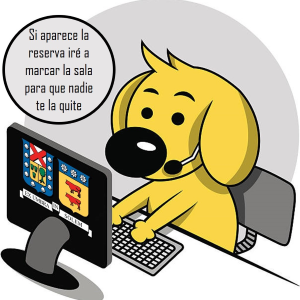 Si aparece la
reserva iré a
marcar la sala
para que nadie
te la quite